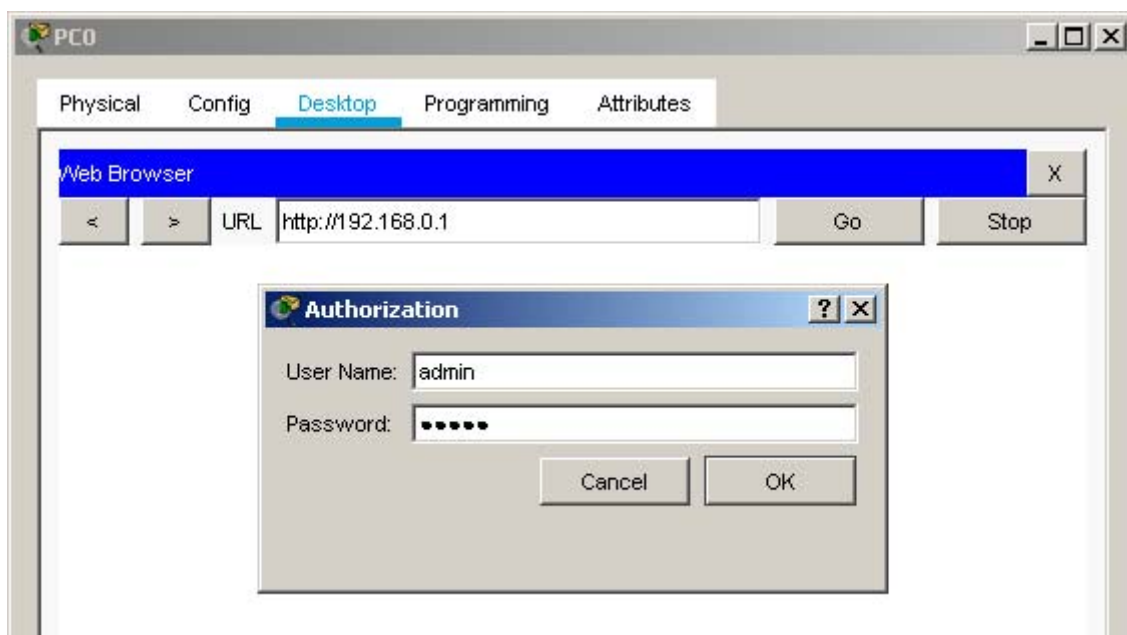 PC0
Physical Config Desktop Programming Attributes
Web Browser X
< > URL http://192.168.0.1 Go Stop
Authorization ? X
User Name: admin
Password: •••••
Cancel OK